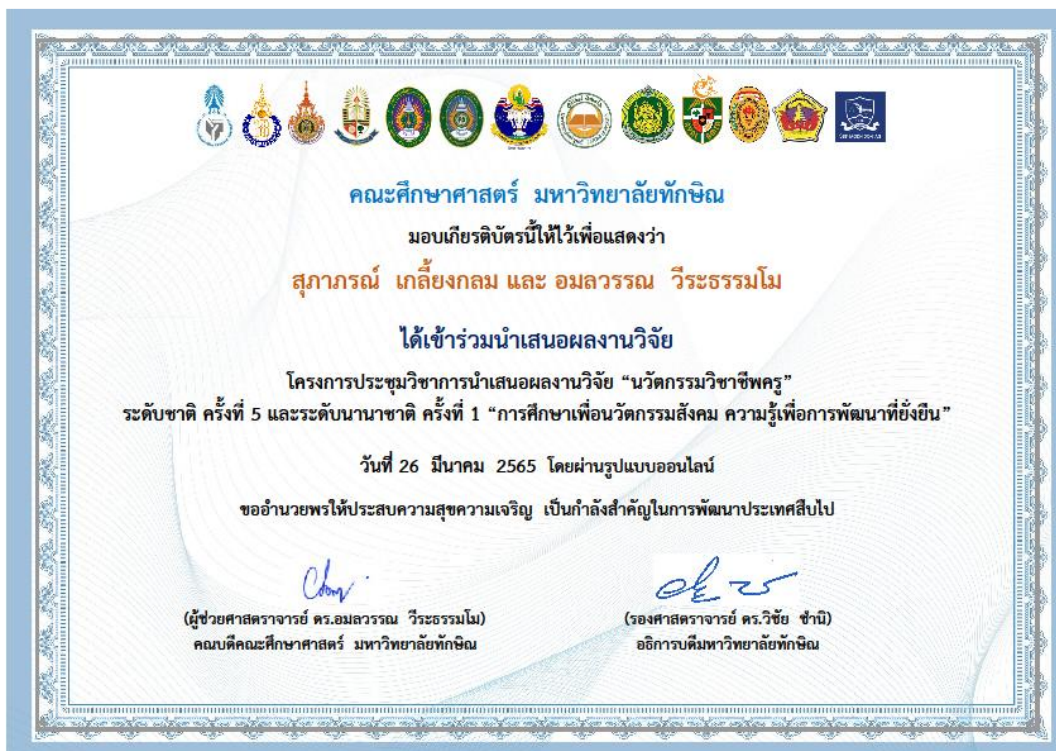 คณะศึกษาศาสตร์ มหาวิทยาลัยทักษิณ
มอบเกียรติบัตรนี้ให้ไว้เพื่อแสดงว่า
สุภาภรณ์ เกลี้ยงกลม และ อมลวรรณ วีระธรรมโม
ได้เข้าร่วมนำเสนอผลงานวิจัย
โครงการประชุมวิชาการนำเสนอผลงานวิจัย “นวัตกรรมวิชาชีพครู”
ระดับชาติ ครั้งที่ 5 และระดับนานาชาติ ครั้งที่ 1 “การศึกษาเพื่อนวัตกรรมสังคม ความรู้เพื่อการพัฒนาที่ยั่งยืน”
วันที่ 26 มีนาคม 2565 โดยผ่านรูปแบบออนไลน์
ขออำนวยพรให้ประสบความสุขความเจริญ เป็นกำลังสำคัญในการพัฒนาประเทศสืบไป
(ผู้ช่วยศาสตราจารย์ ดร.อมลวรรณ วีระธรรมโม)
คณบดีคณะศึกษาศาสตร์ มหาวิทยาลัยทักษิณ
(รองศาสตราจารย์ ดร.วิชัย ชำนิ)
อธิการบดีมหาวิทยาลัยทักษิณ